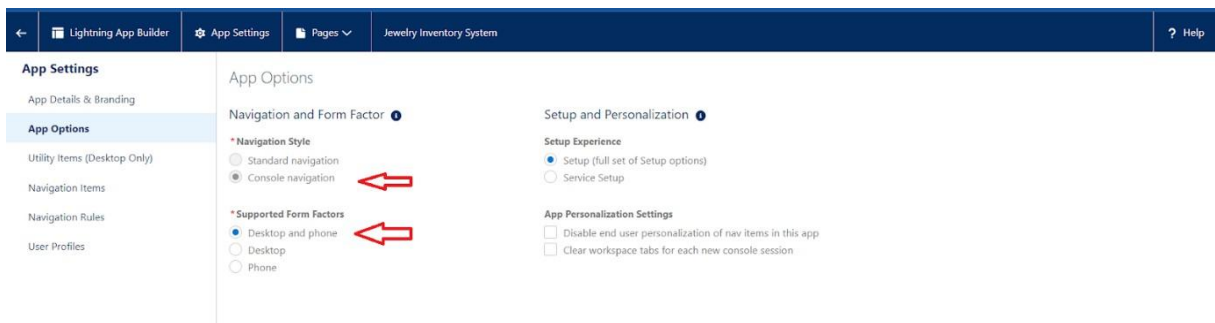 Lightning App Builder
App Settings
Pages
Jewelry Inventory System
? Help
App Settings
App Details & Branding
App Options
Utility Items (Desktop Only)
Navigation Items
Navigation Rules
User Profiles
App Options
Navigation and Form Factor
*Navigation Style
Standard navigation
Console navigation
*Supported Form Factors
Desktop and phone
Desktop
Phone
Setup and Personalization
Setup Experience
Setup (full set of Setup options)
Service Setup
App Personalization Settings
Disable end user personalization of nav items in this app
Clear workspace tabs for each new console session